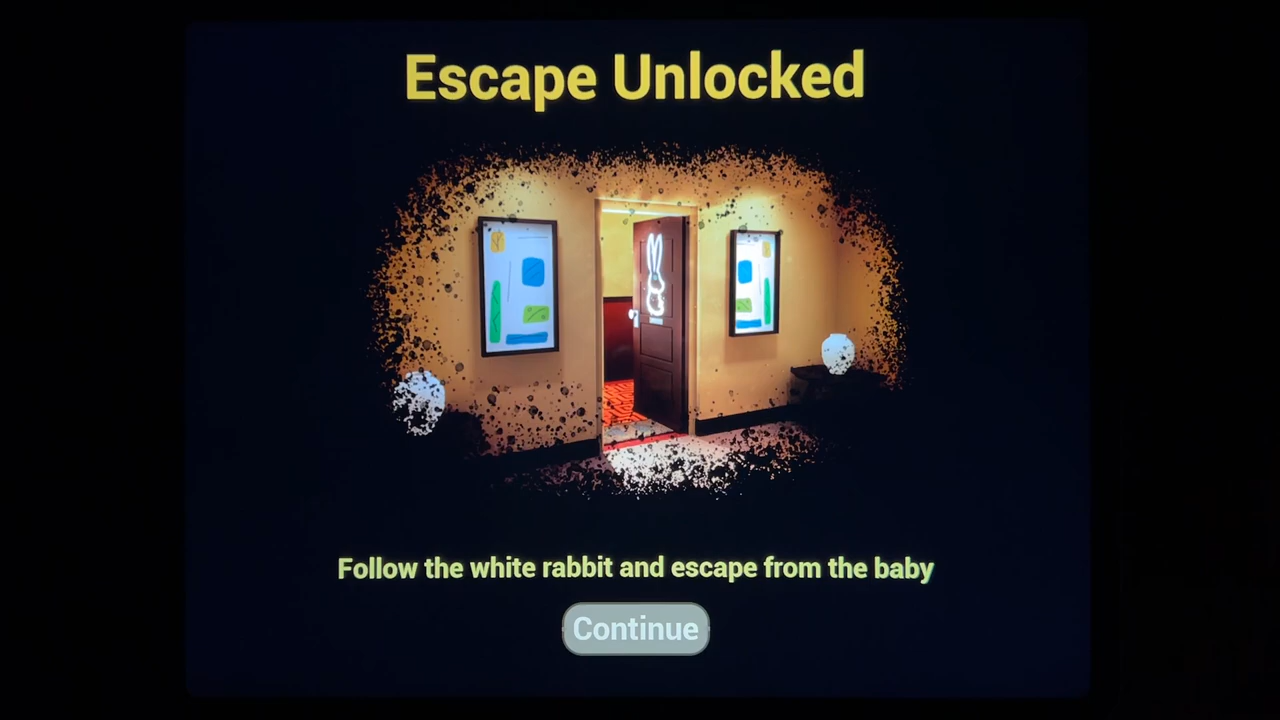 Escape Unlocked
Follow the white rabbit and escape from the baby
Continue